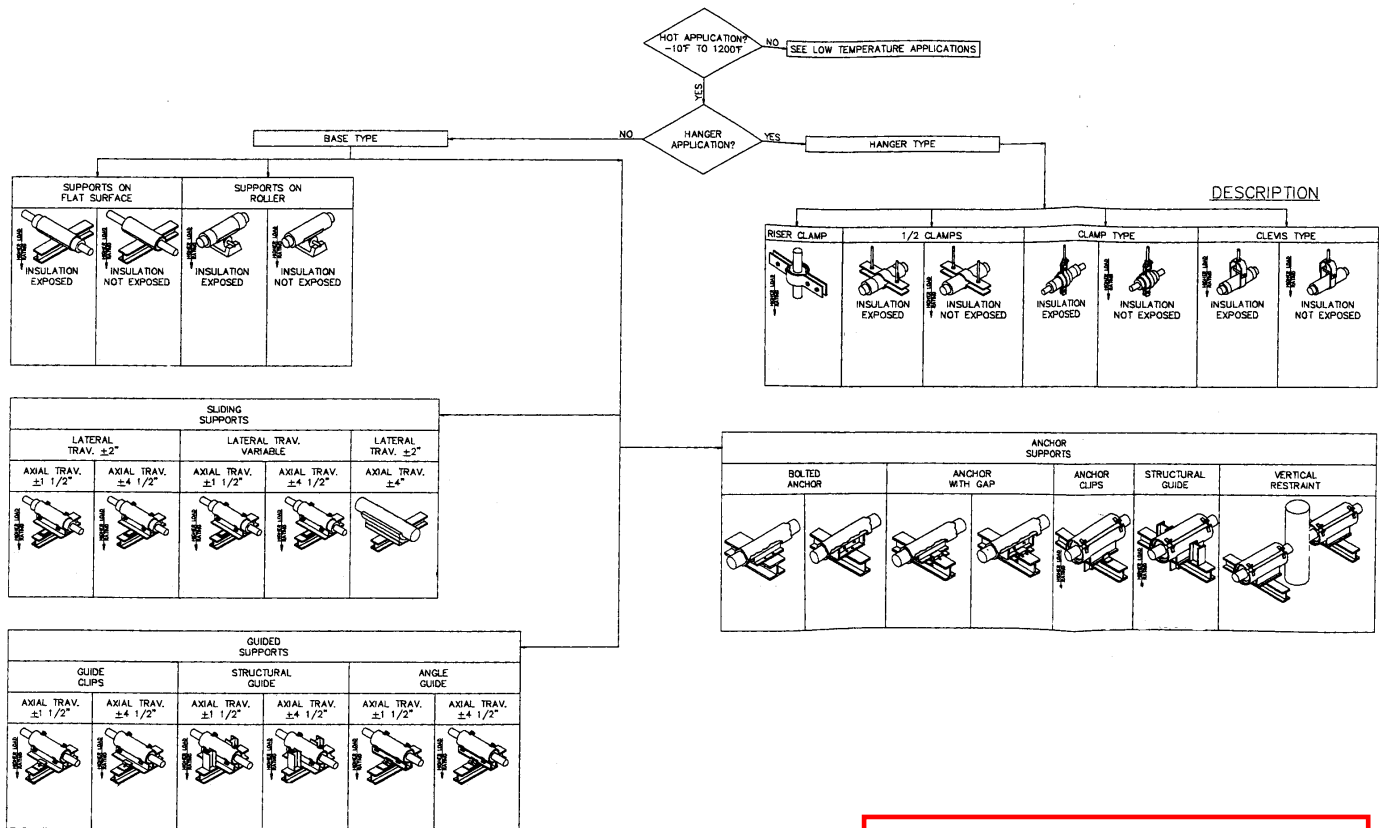 HOT APPLICATION?
-10°F TO 1200°F
NO
SEE LOW TEMPERATURE APPLICATIONS
YES
HANGER
APPLICATION?
NO
BASE TYPE
YES
HANGER TYPE
DESCRIPTION
SUPPORTS ON
FLAT SURFACE
SUPPORTS ON
ROLLER
INSULATION
EXPOSED
INSULATION
NOT EXPOSED
INSULATION
EXPOSED
INSULATION
NOT EXPOSED
RISER CLAMP
1/2 CLAMPS
CLAMP TYPE
CLEVIS TYPE
INSULATION
EXPOSED
INSULATION
NOT EXPOSED
INSULATION
EXPOSED
INSULATION
NOT EXPOSED
INSULATION
EXPOSED
INSULATION
NOT EXPOSED
SLIDING
SUPPORTS
LATERAL
TRAV. ±2"
LATERAL TRAV.
VARIABLE
LATERAL
TRAV. ±2"
AXIAL TRAV.
±1 1/2"
AXIAL TRAV.
±4 1/2"
AXIAL TRAV.
±1 1/2"
AXIAL TRAV.
±4 1/2"
AXIAL TRAV.
±4"
ANCHOR
SUPPORTS
BOLTED
ANCHOR
ANCHOR
WITH GAP
ANCHOR
CLIPS
STRUCTURAL
GUIDE
VERTICAL
RESTRAINT
GUIDED
SUPPORTS
GUIDE
CLIPS
STRUCTURAL
GUIDE
ANGLE
GUIDE
AXIAL TRAV.
±1 1/2"
AXIAL TRAV.
±4 1/2"
AXIAL TRAV.
±1 1/2"
AXIAL TRAV.
±4 1/2"
AXIAL TRAV.
±1 1/2"
AXIAL TRAV.
±4 1/2"